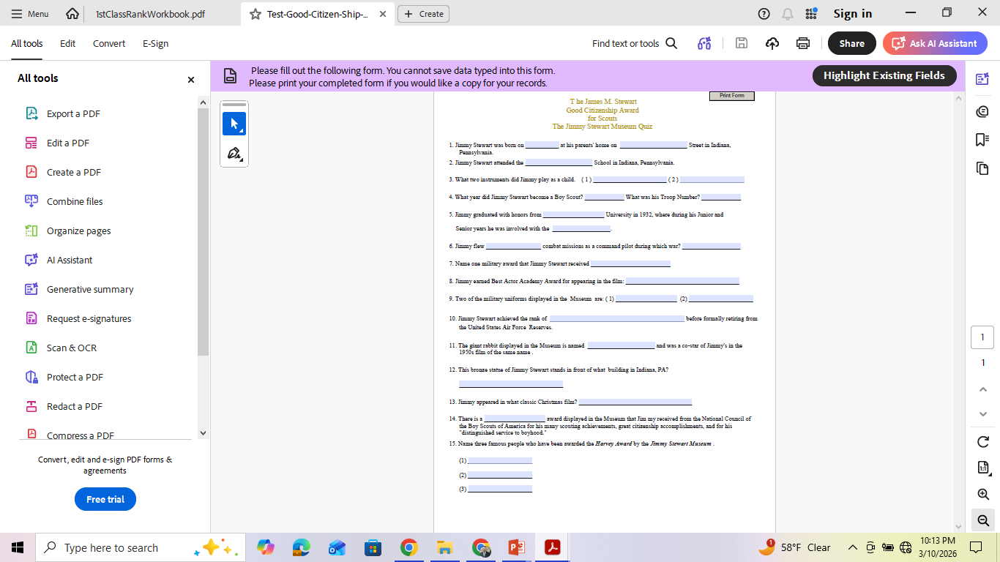 Menu
1stClassRankWorkbook.pdf
Test-Good-Citizen-Ship-...
Create
Sign in
All tools
Edit
Convert
E-Sign
Find text or tools
Share
Ask AI Assistant
All tools
Export a PDF
Edit a PDF
Create a PDF
Combine files
Organize pages
AI Assistant
Generative summary
Request e-signatures
Scan & OCR
Protect a PDF
Redact a PDF
Compress a PDF
Convert, edit and e-sign PDF forms &
agreements
Free trial
Please fill out the following form. You cannot save data typed into this form.
Please print your completed form if you would like a copy for your records.
Highlight Existing Fields
Print Form
T he James M. Stewart
Good Citizenship Award
for Scouts
The Jimmy Stewart Museum Quiz
1. Jimmy Stewart was born on at his parents' home on Street in Indiana,
Pennsylvania.
2. Jimmy Stewart attended the School in Indiana, Pennsylvania.
3. What two instruments did Jimmy play as a child. ( 1 ) ( 2 )
4. What year did Jimmy Stewart become a Boy Scout? What was his Troop Number?
5. Jimmy graduated with honors from University in 1932, where during his Junior and
Senior years he was involved with the .
6. Jimmy flew combat missions as a command pilot during which war?
7. Name one military award that Jimmy Stewart received
8. Jimmy earned Best Actor Academy Award for appearing in the film:
9. Two of the military uniforms displayed in the Museum are: ( 1) (2)
10. Jimmy Stewart achieved the rank of before formally retiring from
the United States Air Force Reserves.
11. The giant rabbit displayed in the Museum is named and was a co-star of Jimmy's in the
1950s film of the same name .
12. This bronze statue of Jimmy Stewart stands in front of what building in Indiana, PA?
13. Jimmy appeared in what classic Christmas film?
14. There is a award displayed in the Museum that Jim my received from the National Council of
the Boy Scouts of America for his many scouting achievements, great citizenship accomplishments, and for his
"distinguished service to boyhood."
15. Name three famous people who have been awarded the Harvey Award by the Jimmy Stewart Museum .
(1)
(2)
(3)
1
1
1:1
Type here to search
1
58°F Clear
10:13 PM
3/10/2026